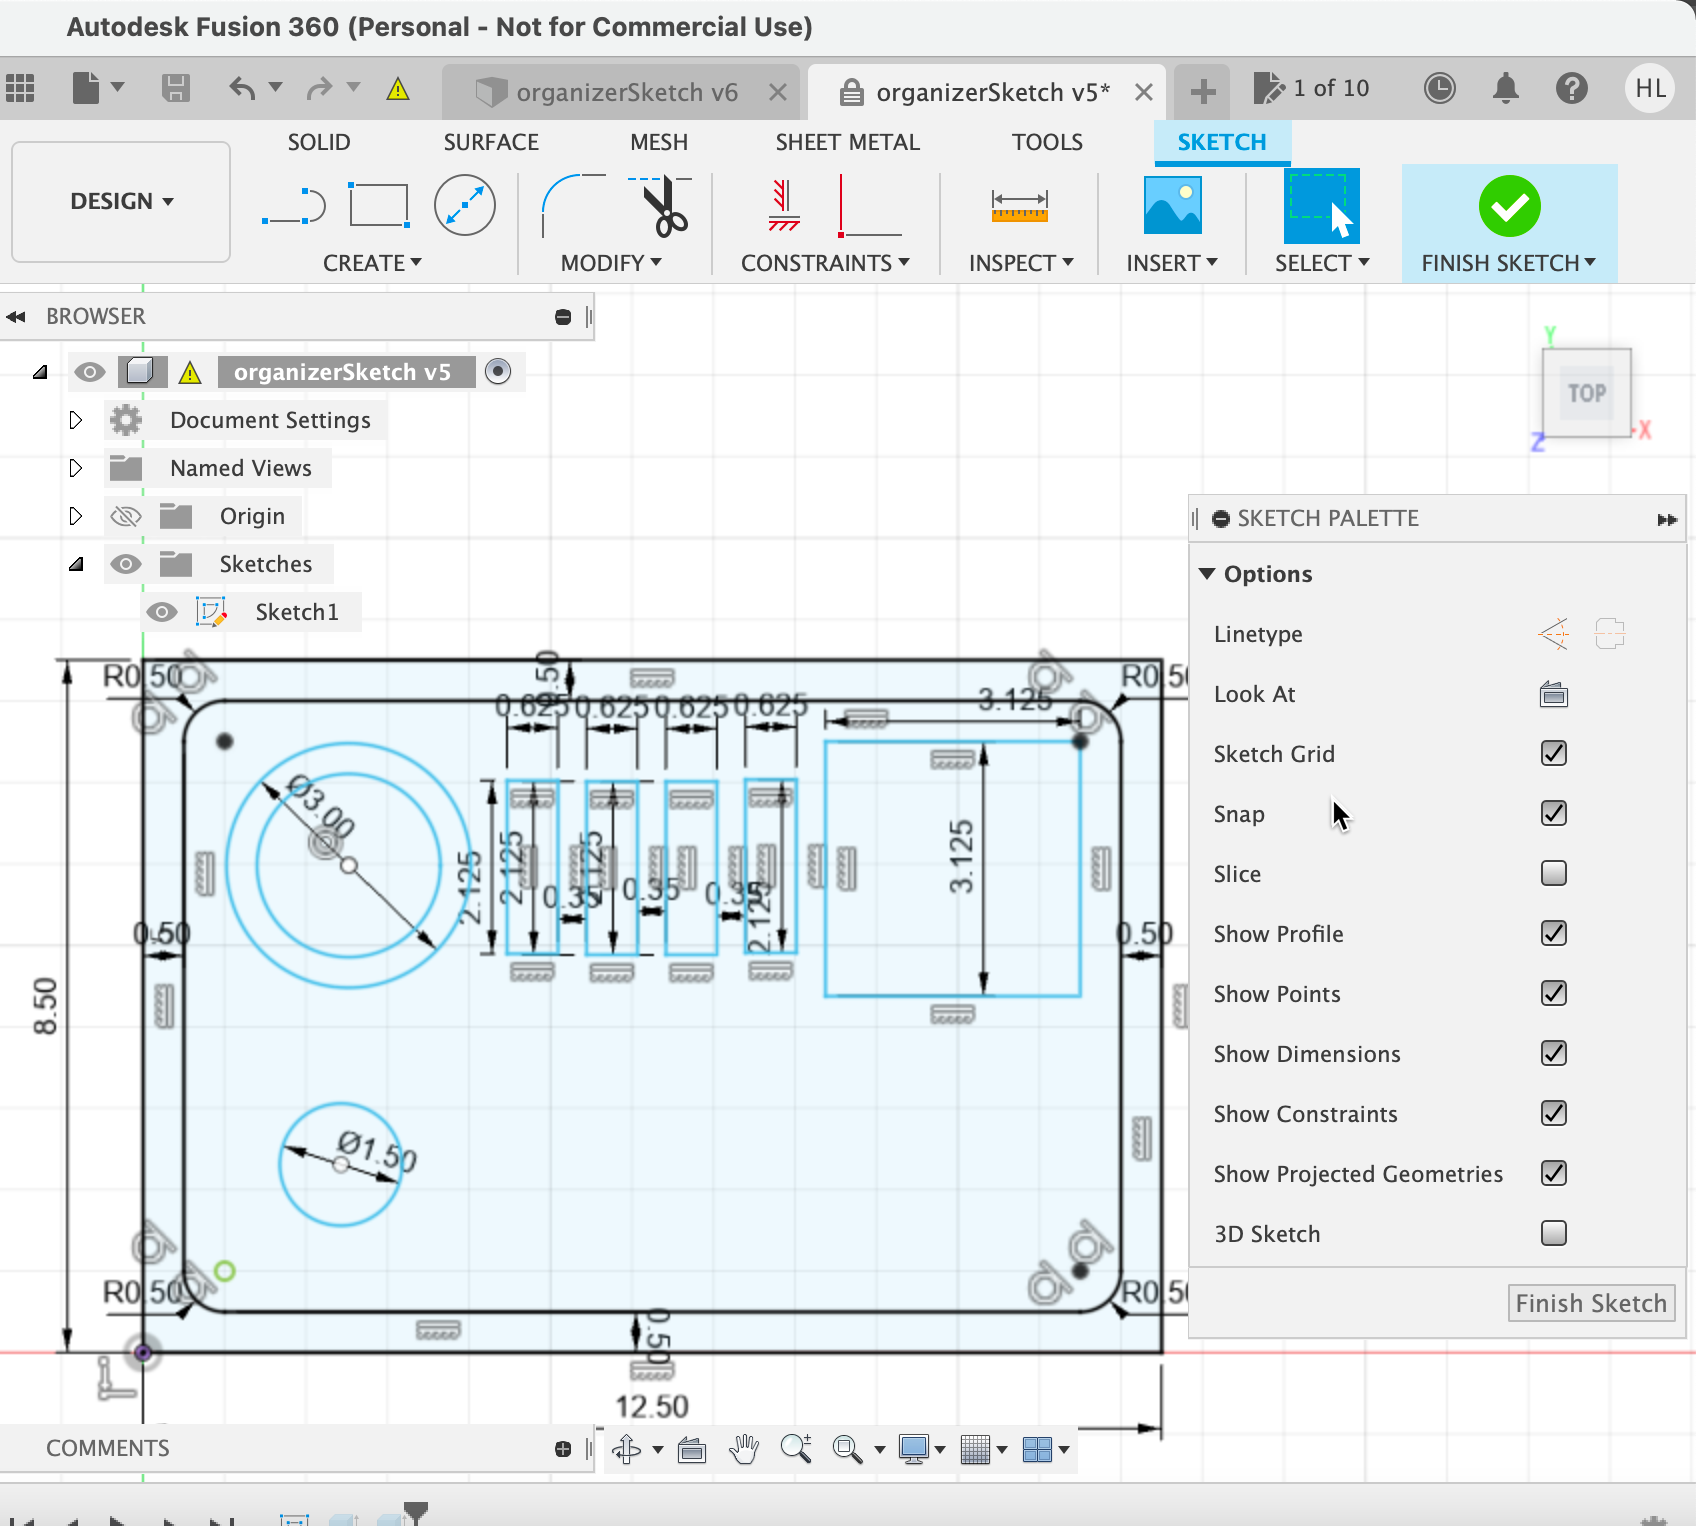 Autodesk Fusion 360 (Personal - Not for Commercial Use)
organizerSketch v6
organizerSketch v5*
1 of 10
HL
SOLID
SURFACE
MESH
SHEET METAL
TOOLS
SKETCH
DESIGN
CREATE
MODIFY
CONSTRAINTS
INSPECT
INSERT
SELECT
FINISH SKETCH
BROWSER
organizerSketch v5
Document Settings
Named Views
Origin
Sketches
Sketch1
Y
TOP
Z
X
SKETCH PALETTE
Options
Linetype
Look At
Sketch Grid
Snap
Slice
Show Profile
Show Points
Show Dimensions
Show Constraints
Show Projected Geometries
3D Sketch
Finish Sketch
R0.50
0.50
R0.50
0.625
0.625
0.625
0.625
3.125
Ø3.00
2.125
2.125
2.125
2.125
0.35
0.35
0.35
3.125
0.50
0.50
8.50
Ø1.50
R0.50
R0.50
0.50
12.50
COMMENTS